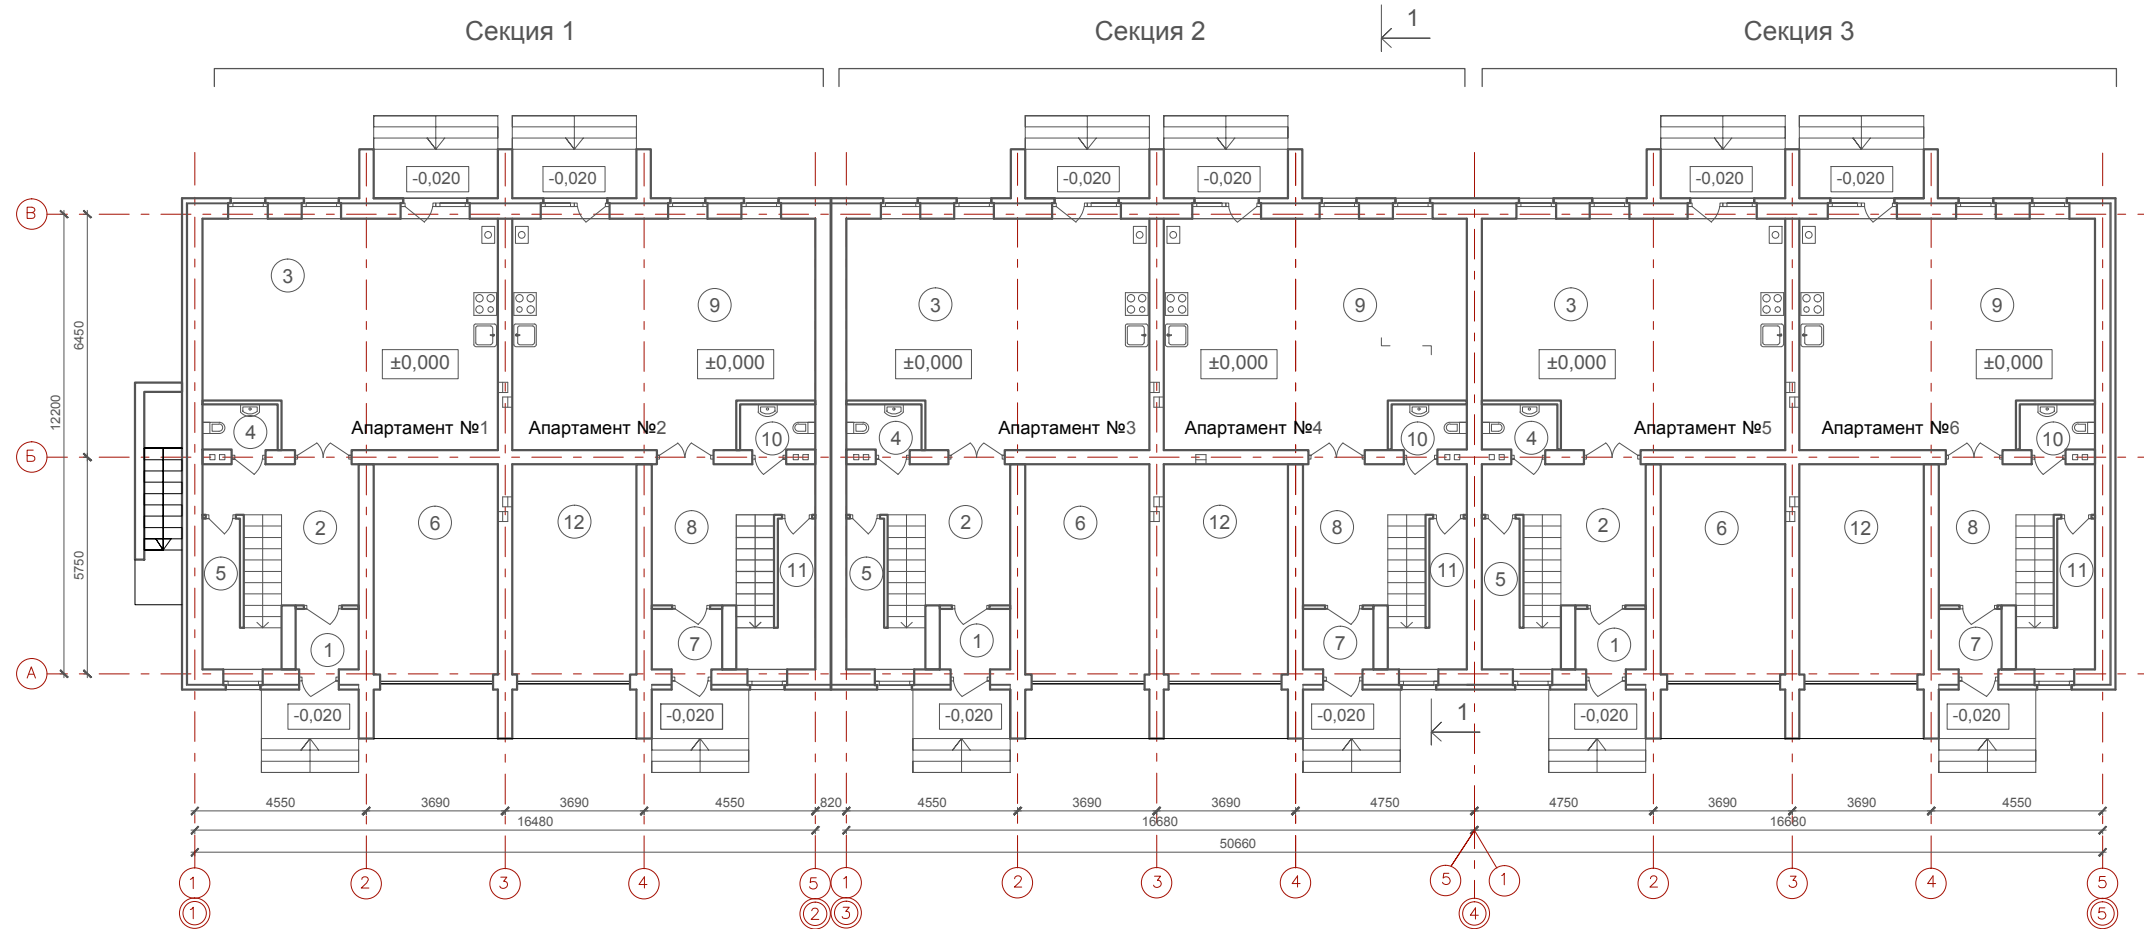 Секция 1 Секция 2 1 Секция 3
-0,020 -0,020 -0,020 -0,020 -0,020 -0,020
В
3 9 3 9 3 9
±0,000 ±0,000 ±0,000 ±0,000 ±0,000 ±0,000
6450
12200
5750
Апартамент №1 Апартамент №2 Апартамент №3 Апартамент №4 Апартамент №5 Апартамент №6
4 10 4 10 4 10
Б
2 6 12 8 2 6 12 8 2 6 12 8
5 11 5 11 5 11
1 7 1 7 1 7
А
-0,020 -0,020 -0,020 -0,020 1 -0,020 -0,020
4550 3690 3690 4550 820 4550 3690 3690 4750 4750 3690 3690 4550
16480 16680 16680
50660
1 2 3 4 5 1 2 3 4 5 1 2 3 4 5
1 2 3 4 5